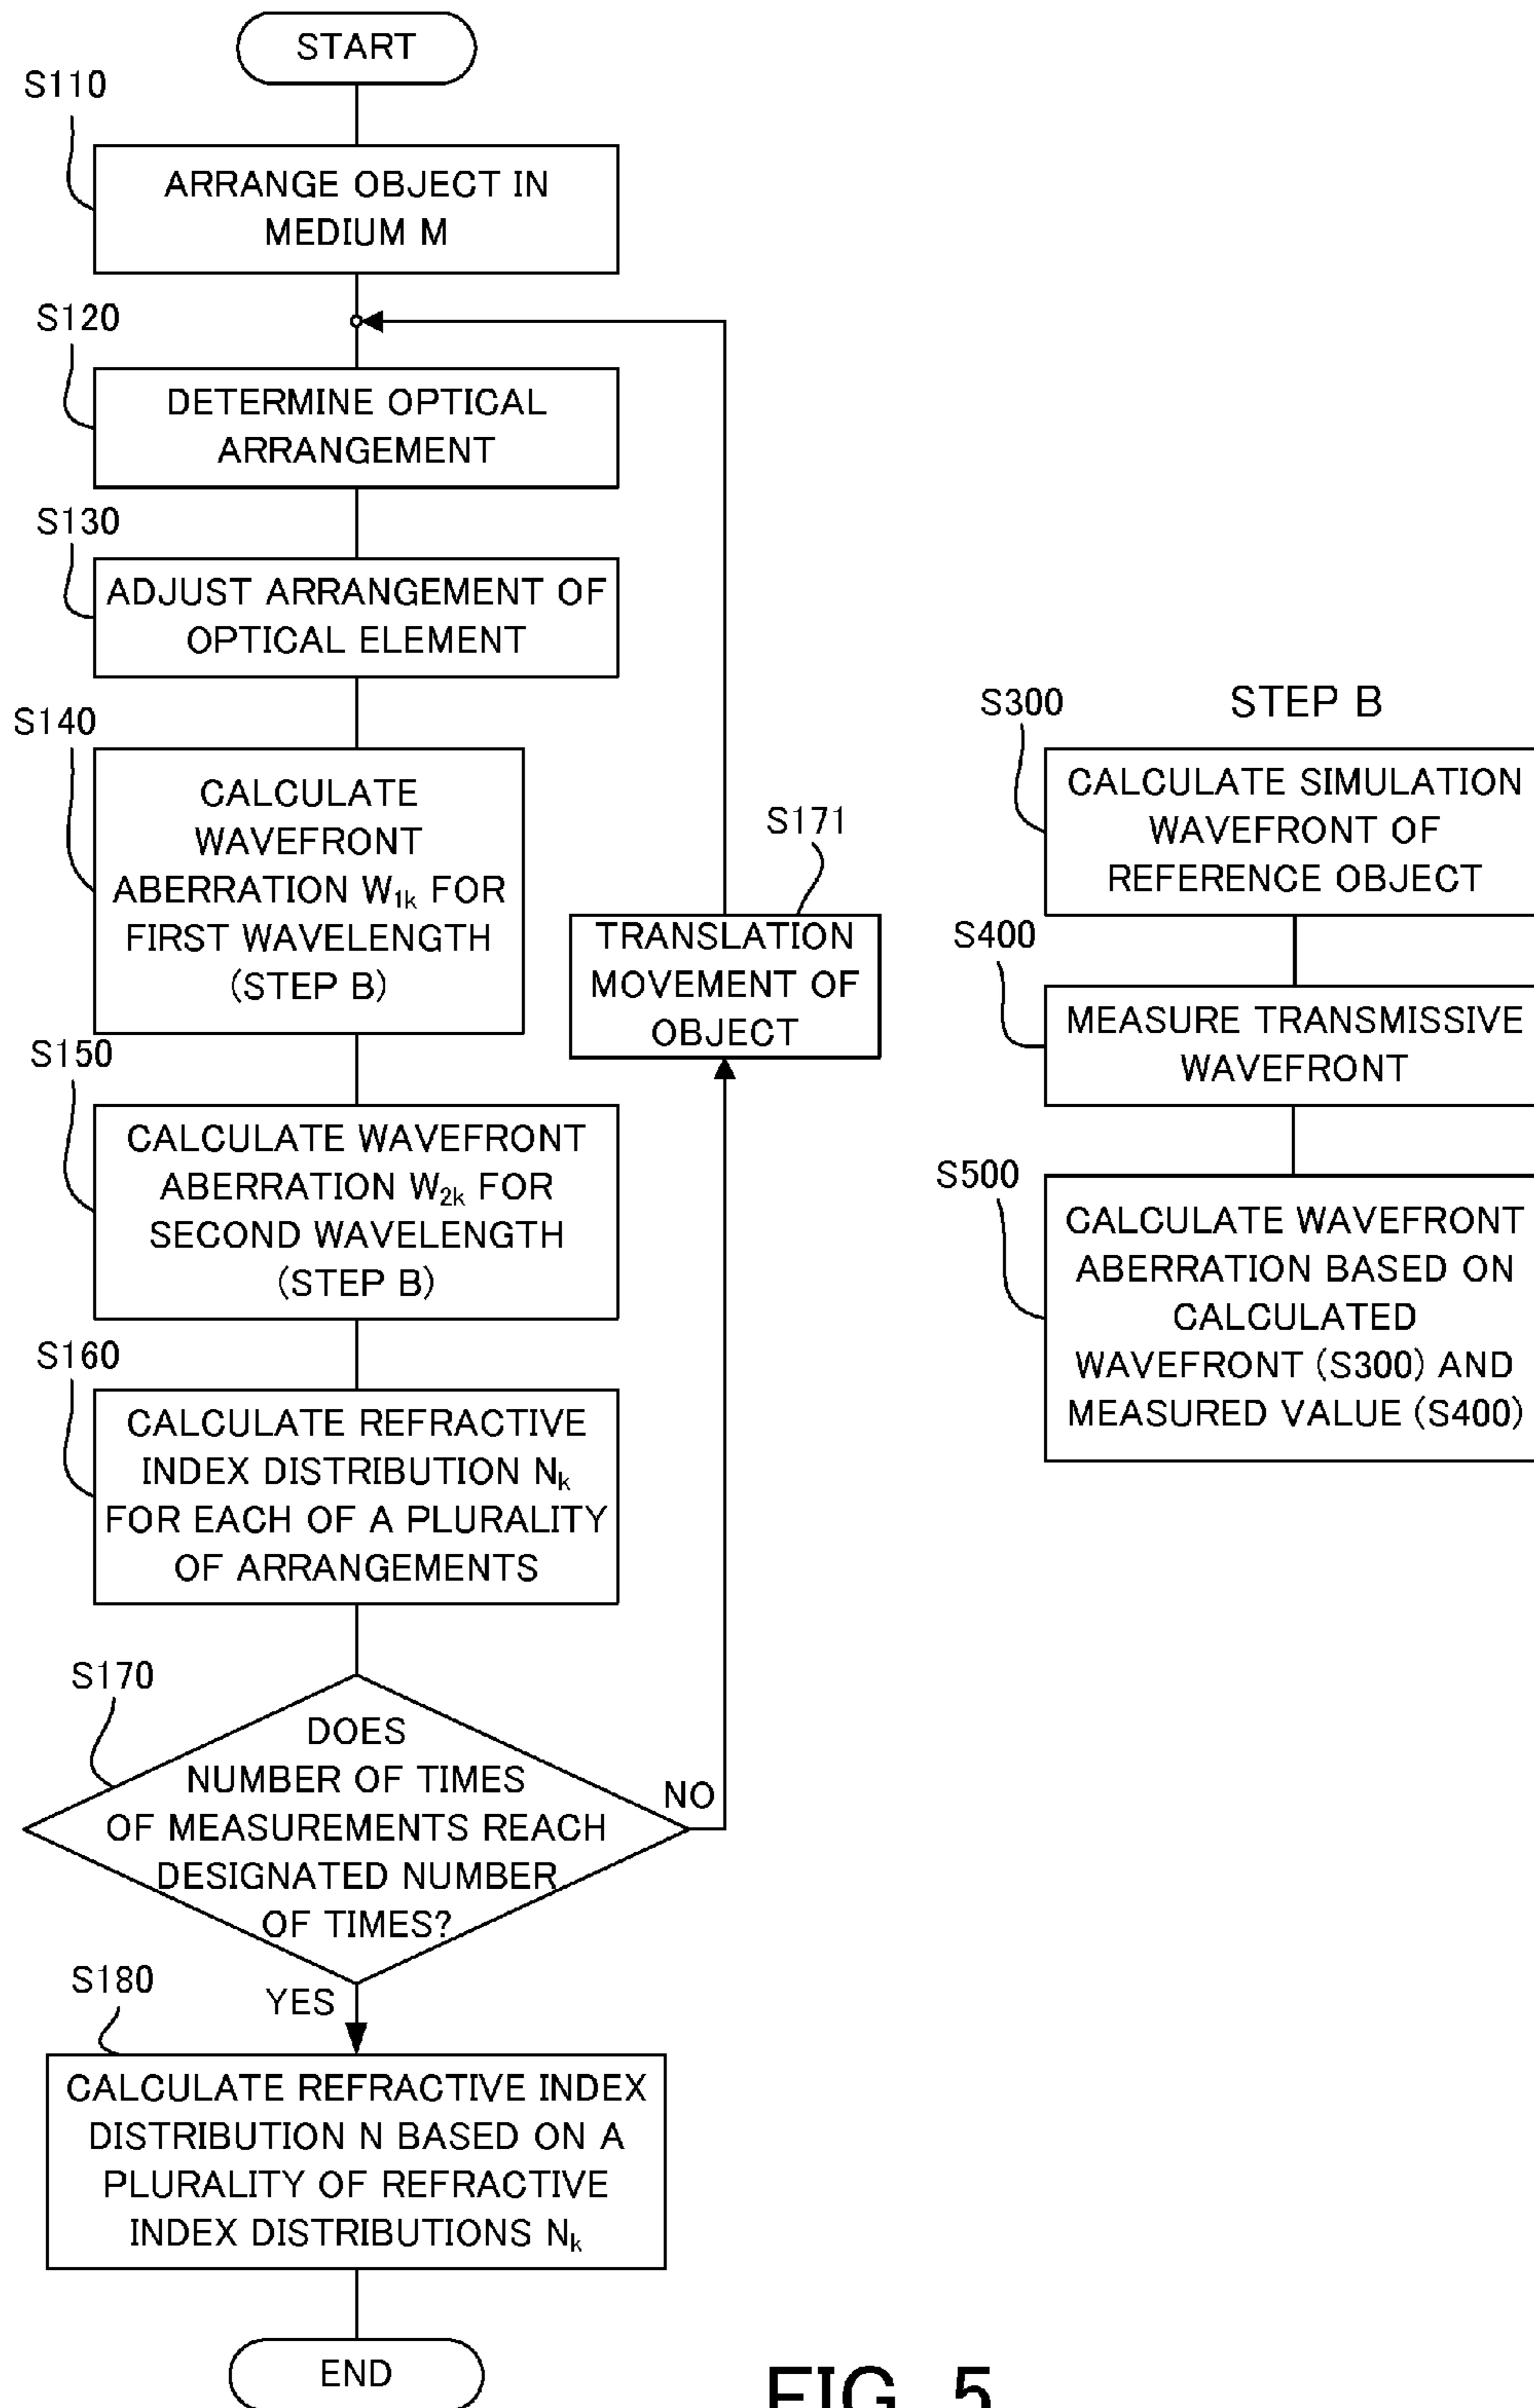 START
S110
ARRANGE OBJECT IN
MEDIUM M
S120
DETERMINE OPTICAL
ARRANGEMENT
S130
ADJUST ARRANGEMENT OF
OPTICAL ELEMENT
S140
CALCULATE
WAVEFRONT
ABERRATION W1k FOR
FIRST WAVELENGTH
(STEP B)
S150
CALCULATE WAVEFRONT
ABERRATION W2k FOR
SECOND WAVELENGTH
(STEP B)
S160
CALCULATE REFRACTIVE
INDEX DISTRIBUTION Nk
FOR EACH OF A PLURALITY
OF ARRANGEMENTS
S170
DOES
NUMBER OF TIMES
OF MEASUREMENTS REACH
DESIGNATED NUMBER
OF TIMES?
NO
S171
TRANSLATION
MOVEMENT OF
OBJECT
YES
S180
CALCULATE REFRACTIVE INDEX
DISTRIBUTION N BASED ON A
PLURALITY OF REFRACTIVE
INDEX DISTRIBUTIONS Nk
END
STEP B
S300
CALCULATE SIMULATION
WAVEFRONT OF
REFERENCE OBJECT
S400
MEASURE TRANSMISSIVE
WAVEFRONT
S500
CALCULATE WAVEFRONT
ABERRATION BASED ON
CALCULATED
WAVEFRONT (S300) AND
MEASURED VALUE (S400)
FIG. 5